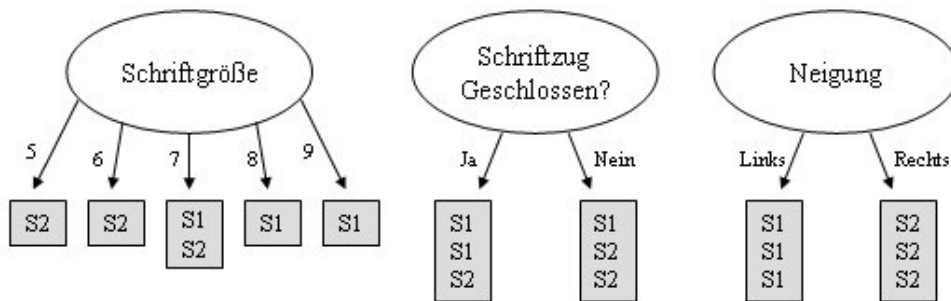 Schriftgröße
Schriftzug
Geschlossen?
Neigung
5
6
7
8
9
Ja
Nein
Links
Rechts
S2
S2
S1
S2
S1
S1
S1
S1
S2
S1
S2
S2
S1
S1
S1
S2
S2
S2